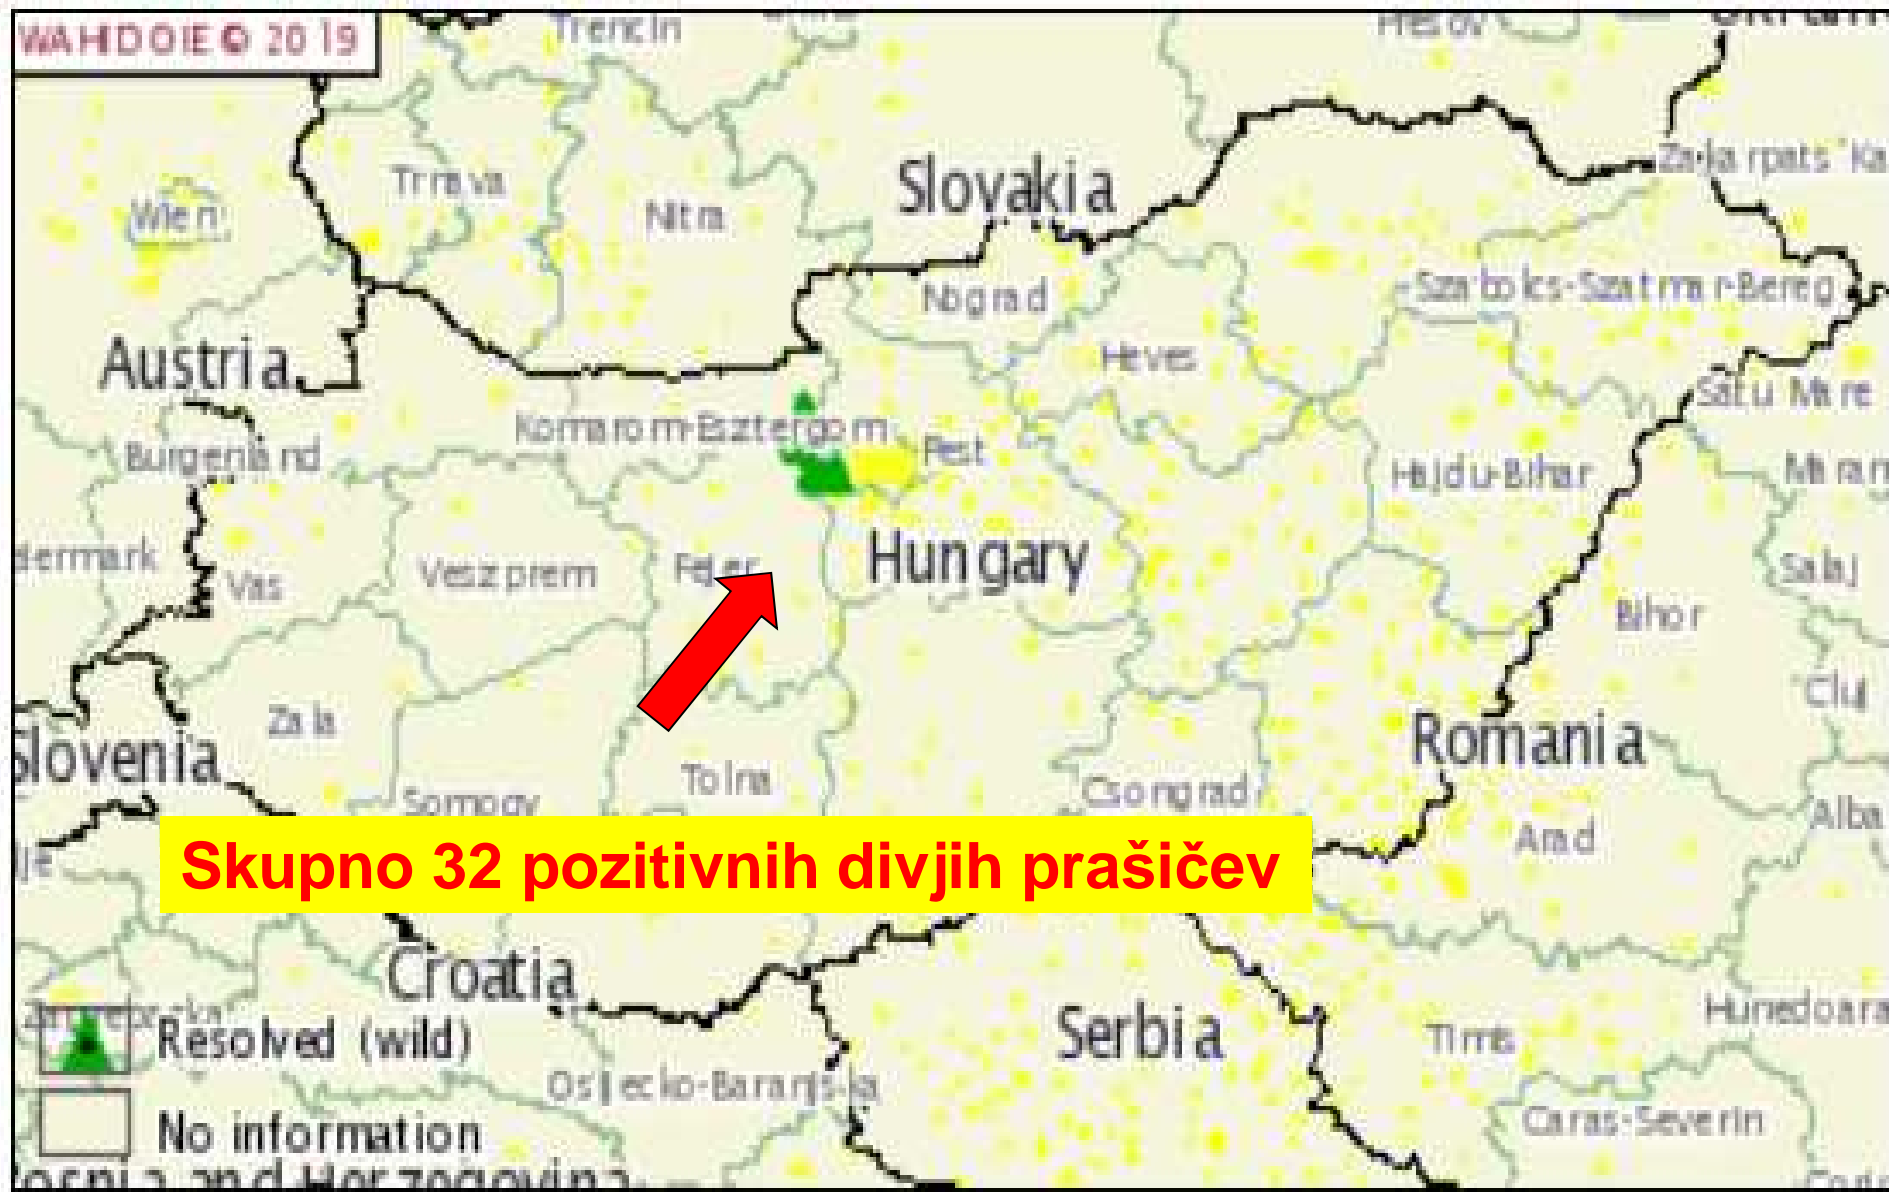 WAHID OIE © 2019
Trencin
Trnava
Wien
Nitra
Slovakia
Nograd
Szabolcs-Szatmar-Bereg
Austria
Heves
Satu Mare
Komarom-Esztergom
Burgenland
Pest
Hajdu-Bihar
Hungary
Vas
Veszprem
Fejer
Salaj
Bihor
Cluj
Zala
Slovenia
Romania
Tolna
Csongrad
Somogy
Alba
Arad
Skupno 32 pozitivnih divjih prašičev
Croatia
Hunedoara
Serbia
Timis
Resolved (wild)
Osijecko-Baranjska
Caras-Severin
No information